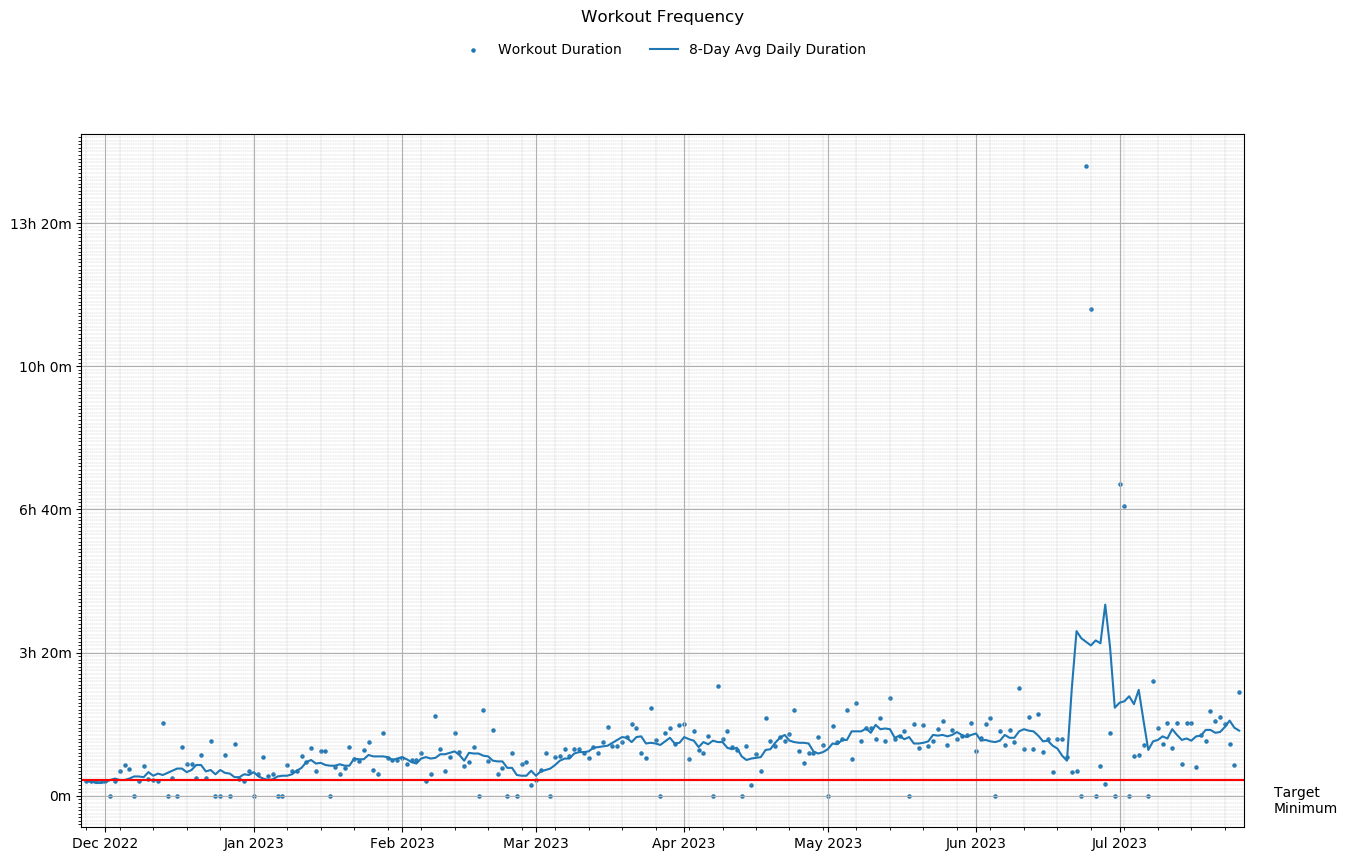 Workout Frequency
Workout Duration
8-Day Avg Daily Duration
13h 20m
10h 0m
6h 40m
3h 20m
0m
Target
Minimum
Dec 2022
Jan 2023
Feb 2023
Mar 2023
Apr 2023
May 2023
Jun 2023
Jul 2023